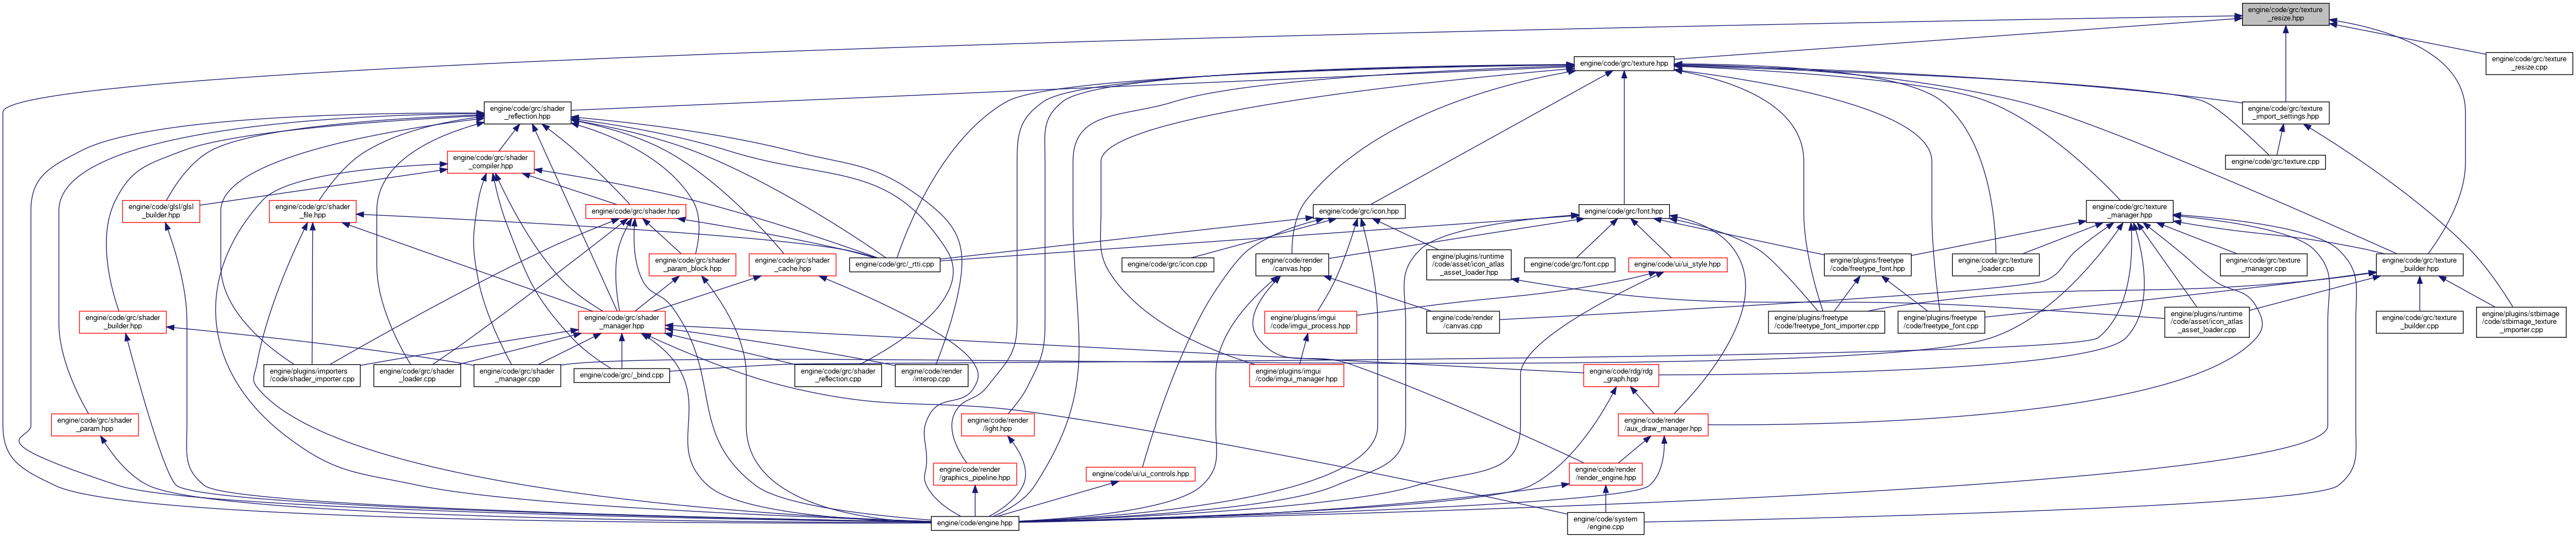 engine/code/grc/texture
_resize.hpp
engine/code/grc/texture.hpp
engine/code/grc/texture
_resize.cpp
engine/code/grc/shader
_reflection.hpp
engine/code/grc/texture
_import_settings.hpp
engine/code/grc/shader
_compiler.hpp
engine/code/grc/texture.cpp
engine/code/glsl/glsl
_builder.hpp
engine/code/grc/shader
_file.hpp
engine/code/grc/shader.hpp
engine/code/grc/icon.hpp
engine/code/grc/font.hpp
engine/code/grc/texture
_manager.hpp
engine/code/grc/shader
_param_block.hpp
engine/code/grc/shader
_cache.hpp
engine/code/grc/_rtti.cpp
engine/code/grc/icon.cpp
engine/code/render
/canvas.hpp
engine/plugins/runtime
/code/asset/icon_atlas
_asset_loader.hpp
engine/code/grc/font.cpp
engine/code/ui/ui_style.hpp
engine/plugins/freetype
/code/freetype_font.hpp
engine/code/grc/texture
_loader.cpp
engine/code/grc/texture
_manager.cpp
engine/code/grc/texture
_builder.hpp
engine/code/grc/shader
_builder.hpp
engine/code/grc/shader
_manager.hpp
engine/plugins/imgui
/code/imgui_process.hpp
engine/code/render
/canvas.cpp
engine/plugins/freetype
/code/freetype_font_importer.cpp
engine/plugins/freetype
/code/freetype_font.cpp
engine/plugins/runtime
/code/asset/icon_atlas
_asset_loader.cpp
engine/code/grc/texture
_builder.cpp
engine/plugins/stbimage
/code/stbimage_texture
_importer.cpp
engine/plugins/importers
/code/shader_importer.cpp
engine/code/grc/shader
_loader.cpp
engine/code/grc/shader
_manager.cpp
engine/code/grc/_bind.cpp
engine/code/grc/shader
_reflection.cpp
engine/code/render
/interop.cpp
engine/plugins/imgui
/code/imgui_manager.hpp
engine/code/rdg/rdg
_graph.hpp
engine/code/grc/shader
_param.hpp
engine/code/render
/light.hpp
engine/code/render
/aux_draw_manager.hpp
engine/code/render
/graphics_pipeline.hpp
engine/code/ui/ui_controls.hpp
engine/code/render
/render_engine.hpp
engine/code/engine.hpp
engine/code/system
/engine.cpp